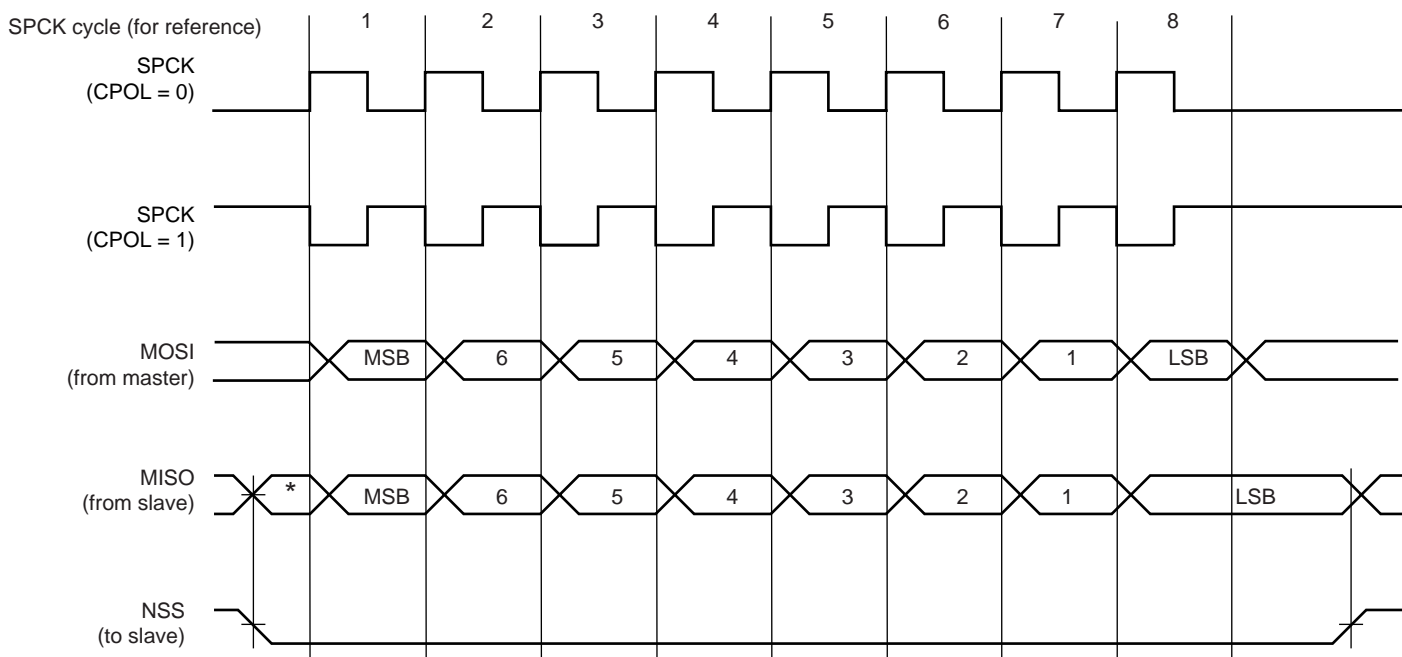 SPCK cycle (for reference) 1 2 3 4 5 6 7 8
SPCK
(CPOL = 0)
SPCK
(CPOL = 1)
MOSI
(from master)
MSB 6 5 4 3 2 1 LSB
MISO
(from slave)
* MSB 6 5 4 3 2 1 LSB
NSS
(to slave)